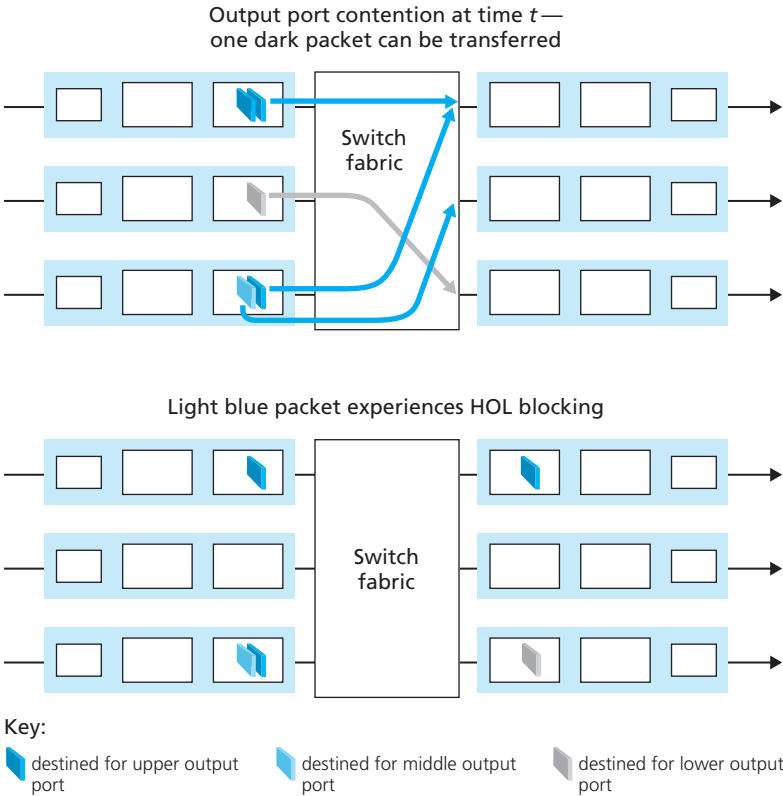 Output port contention at time t—
one dark packet can be transferred
Switch
fabric
Light blue packet experiences HOL blocking
Switch
fabric
Key:
destined for upper output
port
destined for middle output
port
destined for lower output
port